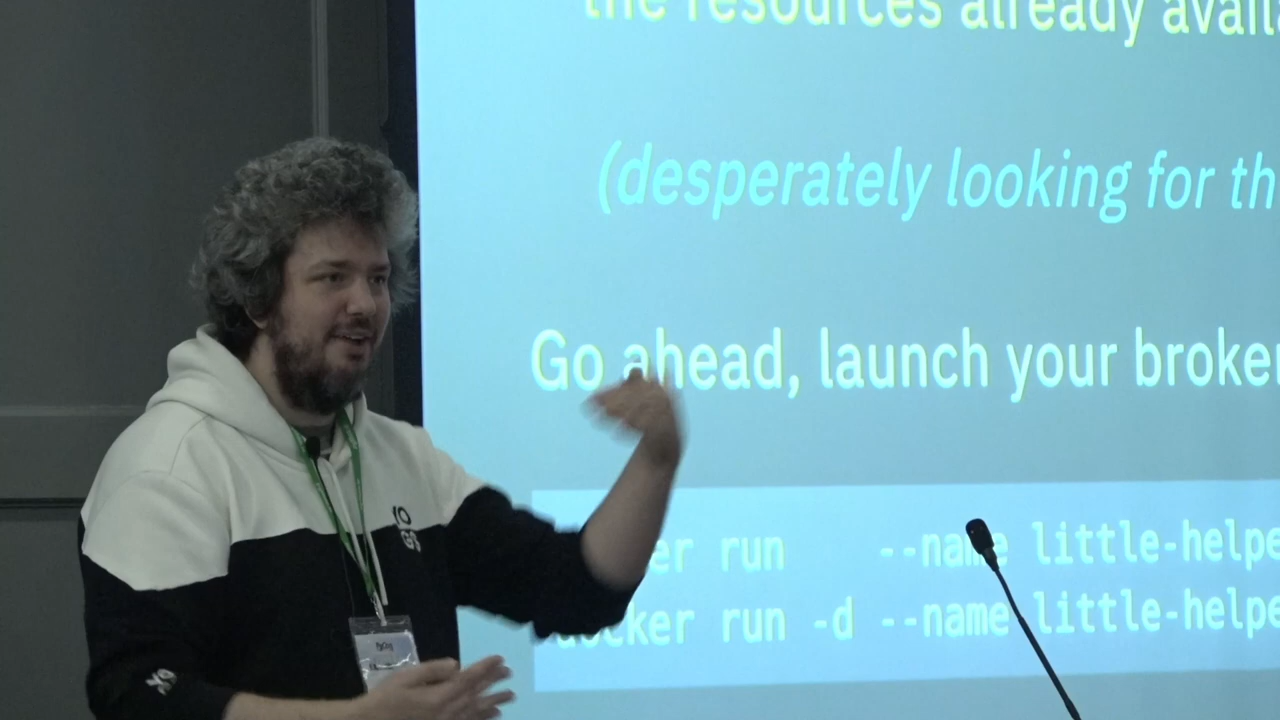 the resources already avail
(desperately looking for th
Go ahead, launch your broker
er run --name little-helpe
docker run -d --name little-helpe